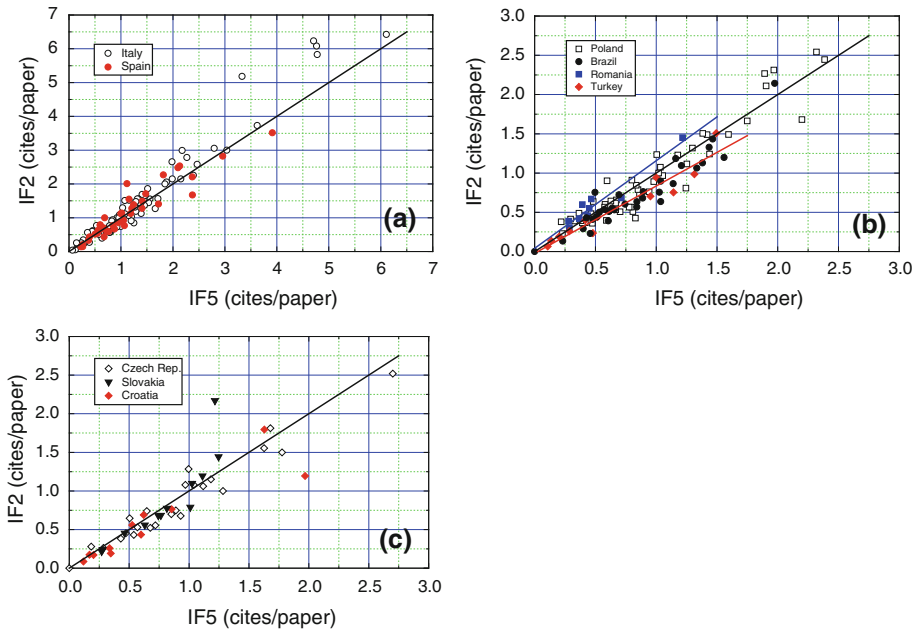 7
6
5
4
3
2
1
0
IF2 (cites/paper)
Italy
Spain
(a)
0 1 2 3 4 5 6 7
IF5 (cites/paper)
3.0
2.5
2.0
1.5
1.0
0.5
0.0
IF2 (cites/paper)
Poland
Brazil
Romania
Turkey
(b)
0.0 0.5 1.0 1.5 2.0 2.5 3.0
IF5 (cites/paper)
3.0
2.5
2.0
1.5
1.0
0.5
0.0
IF2 (cites/paper)
Czech Rep.
Slovakia
Croatia
(c)
0.0 0.5 1.0 1.5 2.0 2.5 3.0
IF5 (cites/paper)